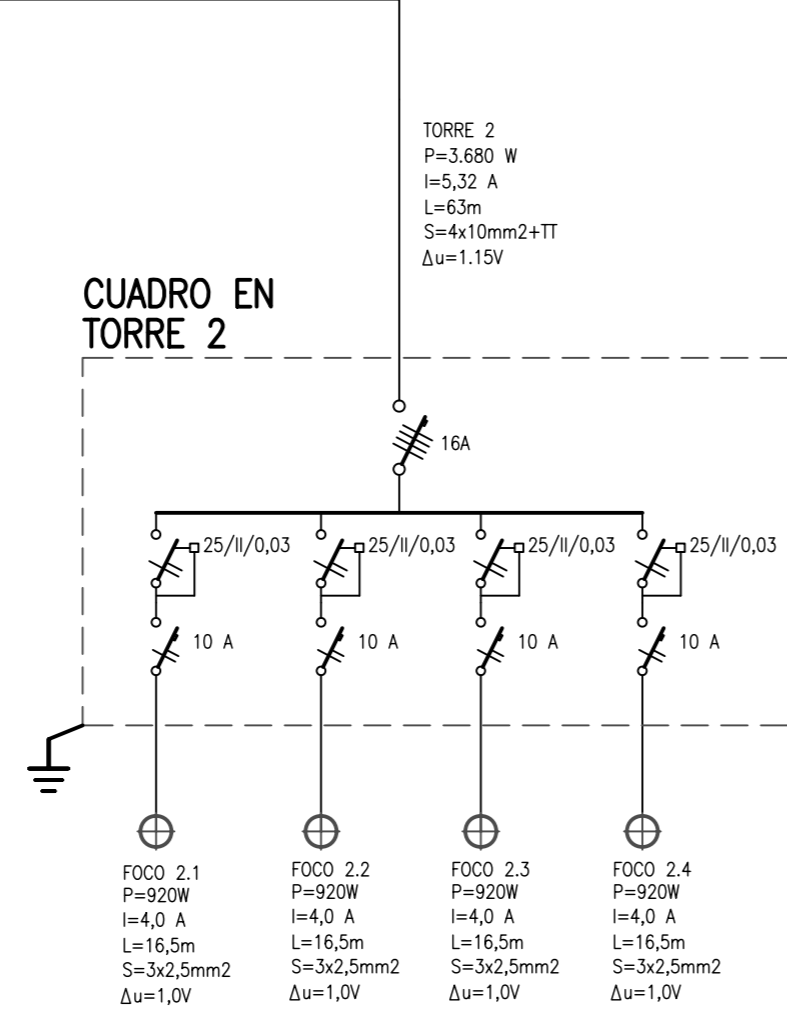 TORRE 2
P=3.680 W
I=5,32 A
L=63m
S=4x10mm2+TT
Δu=1.15V
CUADRO EN
TORRE 2
16A
25/II/0,03
25/II/0,03
25/II/0,03
25/II/0,03
10 A
10 A
10 A
10 A
FOCO 2.1
P=920W
I=4,0 A
L=16,5m
S=3x2,5mm2
Δu=1,0V
FOCO 2.2
P=920W
I=4,0 A
L=16,5m
S=3x2,5mm2
Δu=1,0V
FOCO 2.3
P=920W
I=4,0 A
L=16,5m
S=3x2,5mm2
Δu=1,0V
FOCO 2.4
P=920W
I=4,0 A
L=16,5m
S=3x2,5mm2
Δu=1,0V